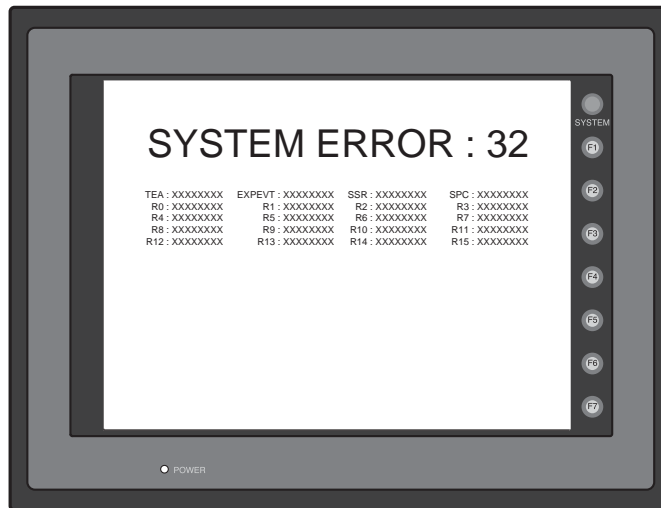 SYSTEM ERROR : 32
SYSTEM
F1
TEA : XXXXXXXX EXPEVT : XXXXXXXX SSR : XXXXXXXX SPC : XXXXXXXX
R0 : XXXXXXXX R1 : XXXXXXXX R2 : XXXXXXXX R3 : XXXXXXXX
R4 : XXXXXXXX R5 : XXXXXXXX R6 : XXXXXXXX R7 : XXXXXXXX
R8 : XXXXXXXX R9 : XXXXXXXX R10 : XXXXXXXX R11 : XXXXXXXX
R12 : XXXXXXXX R13 : XXXXXXXX R14 : XXXXXXXX R15 : XXXXXXXX
F2
F3
F4
F5
F6
F7
POWER